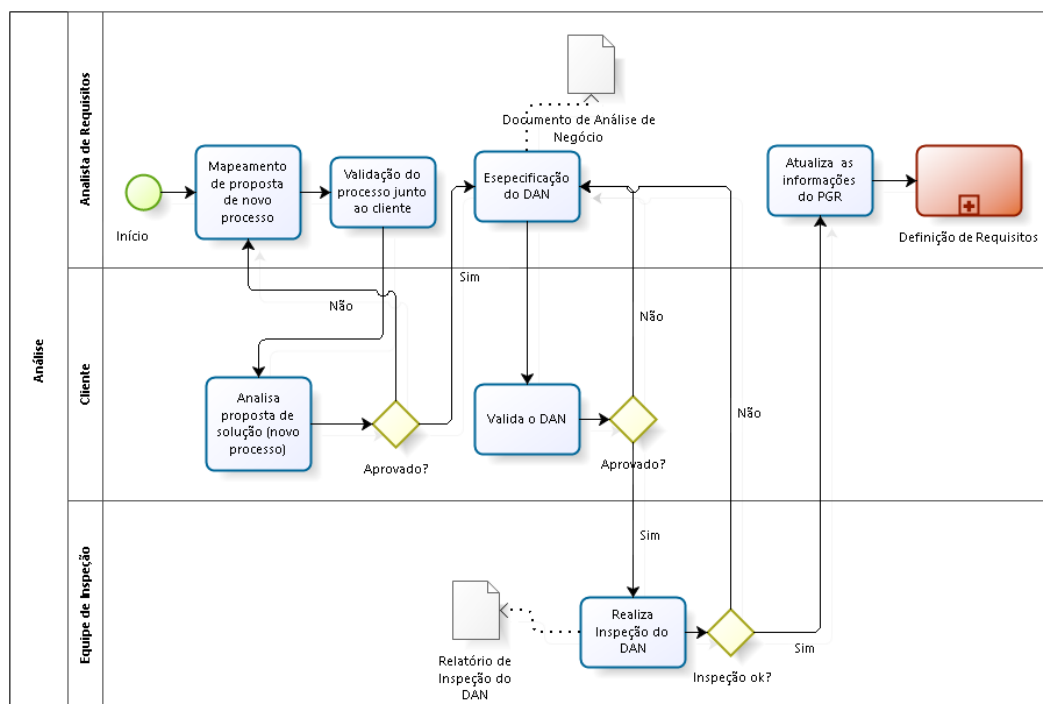 Análise
Analista de Requisitos
Início
Mapeamento
de proposta
de novo
processo
Validação do
processo junto
ao cliente
Documento de Análise de
Negócio
Esepecificação
do DAN
Atualiza as
informações
do PGR
Definição de Requisitos
Cliente
Não
Sim
Analisa
proposta de
solução (novo
processo)
Aprovado?
Valida o DAN
Não
Aprovado?
Não
Equipe de Inspeção
Sim
Relatório de
Inspeção do
DAN
Realiza
Inspeção do
DAN
Inspeção ok?
Sim